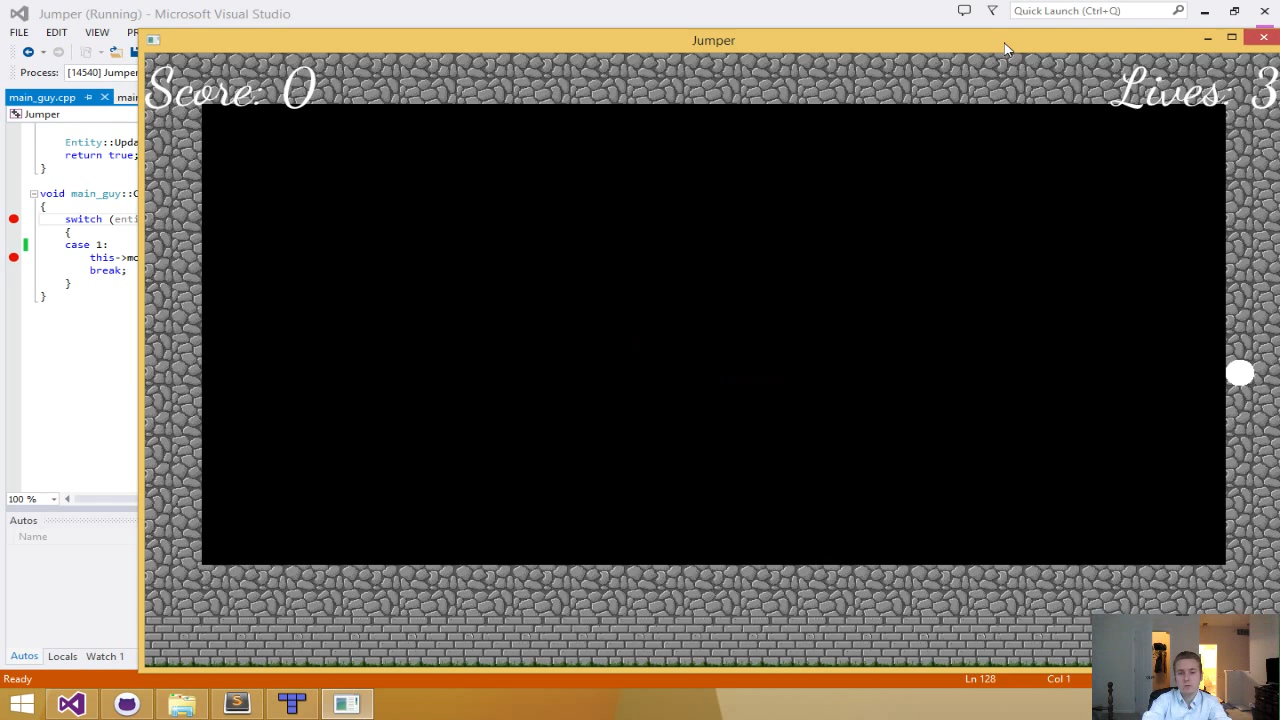 Jumper (Running) - Microsoft Visual Studio
Quick Launch (Ctrl+Q)
FILE EDIT VIEW
Jumper
Process: [14540] Jumper
Score: 0
Lives: 3
main_guy.cpp
Jumper
Entity::Upda
return true;
}
void main_guy::
{
switch (enti
{
case 1:
this->mo
break;
}
}
100 %
Autos
Name
Autos Locals Watch 1
Ready
Ln 128
Col 1